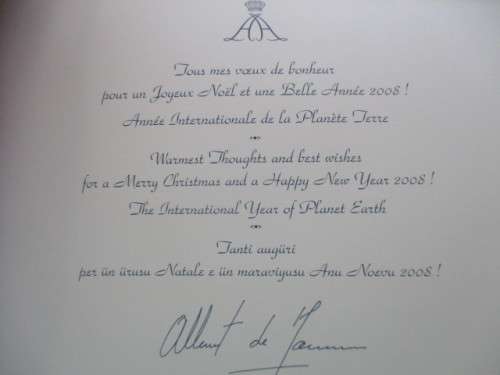 Tous mes vœux de bonheur
pour un Joyeux Noël et une Belle Année 2008 !
Année Internationale de la Planète Terre
Warmest Thoughts and best wishes
for a Merry Christmas and a Happy New Year 2008 !
The International Year of Planet Earth
Tanti augüri
per ün ürusu Natale e ün maraviyusu Anu Noevu 2008 !
Albert de